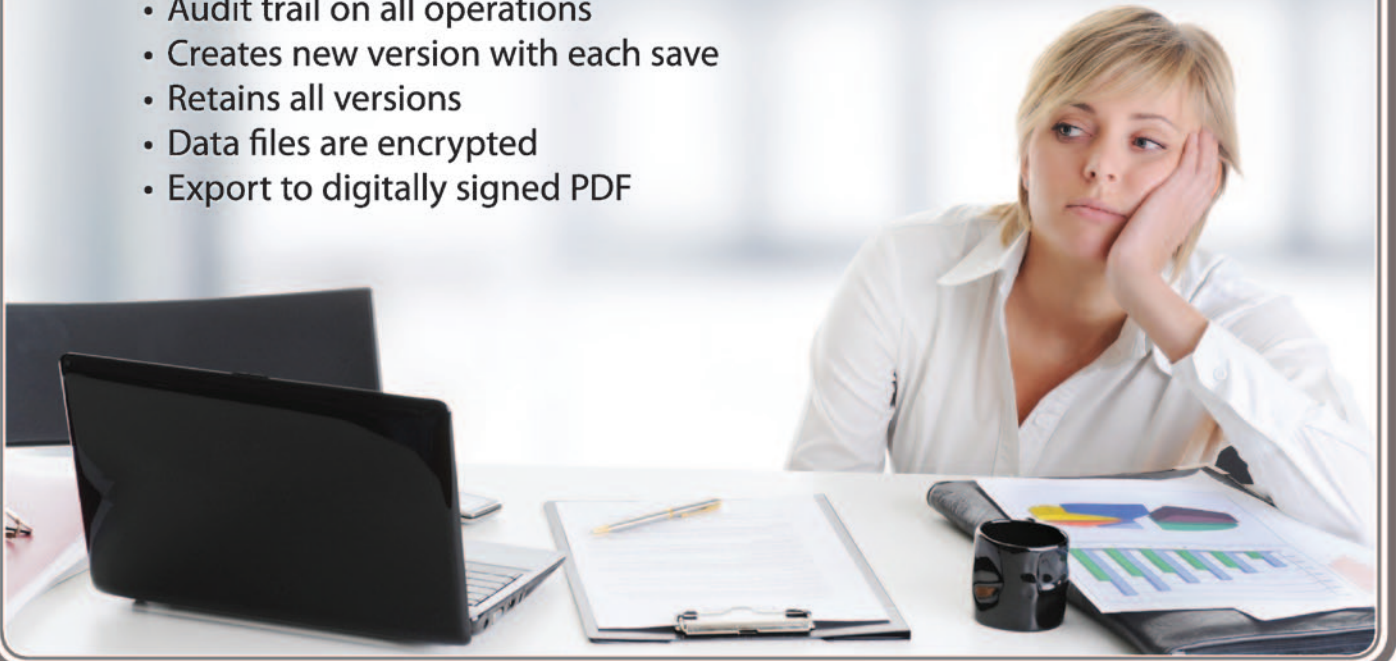 • Audit trail on all operations
• Creates new version with each save
• Retains all versions
• Data files are encrypted
• Export to digitally signed PDF